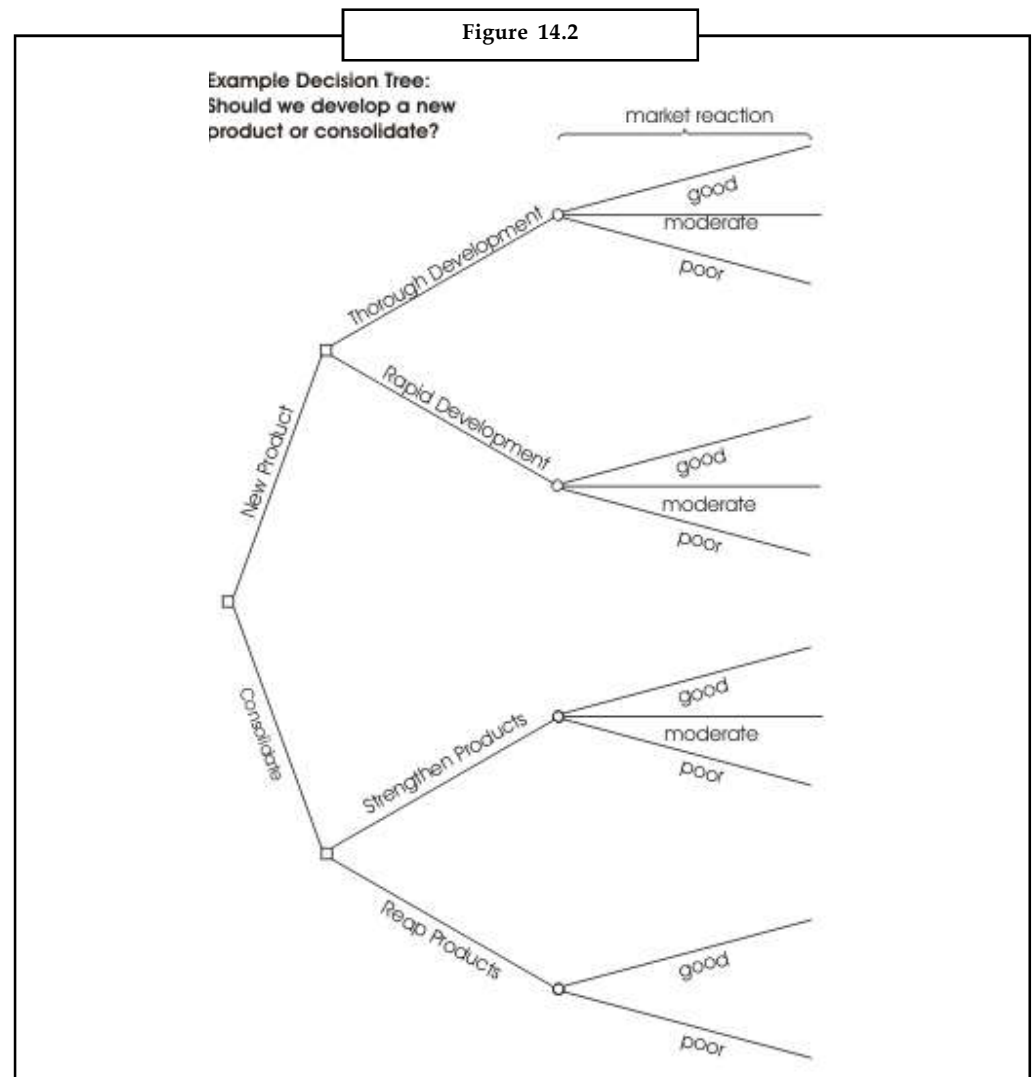 Figure 14.2
Example Decision Tree:
Should we develop a new
product or consolidate?
market reaction
good
moderate
poor
Thorough Development
Rapid Development
good
moderate
poor
New Product
Consolidate
Strengthen Products
good
moderate
poor
Reap Products
good
poor